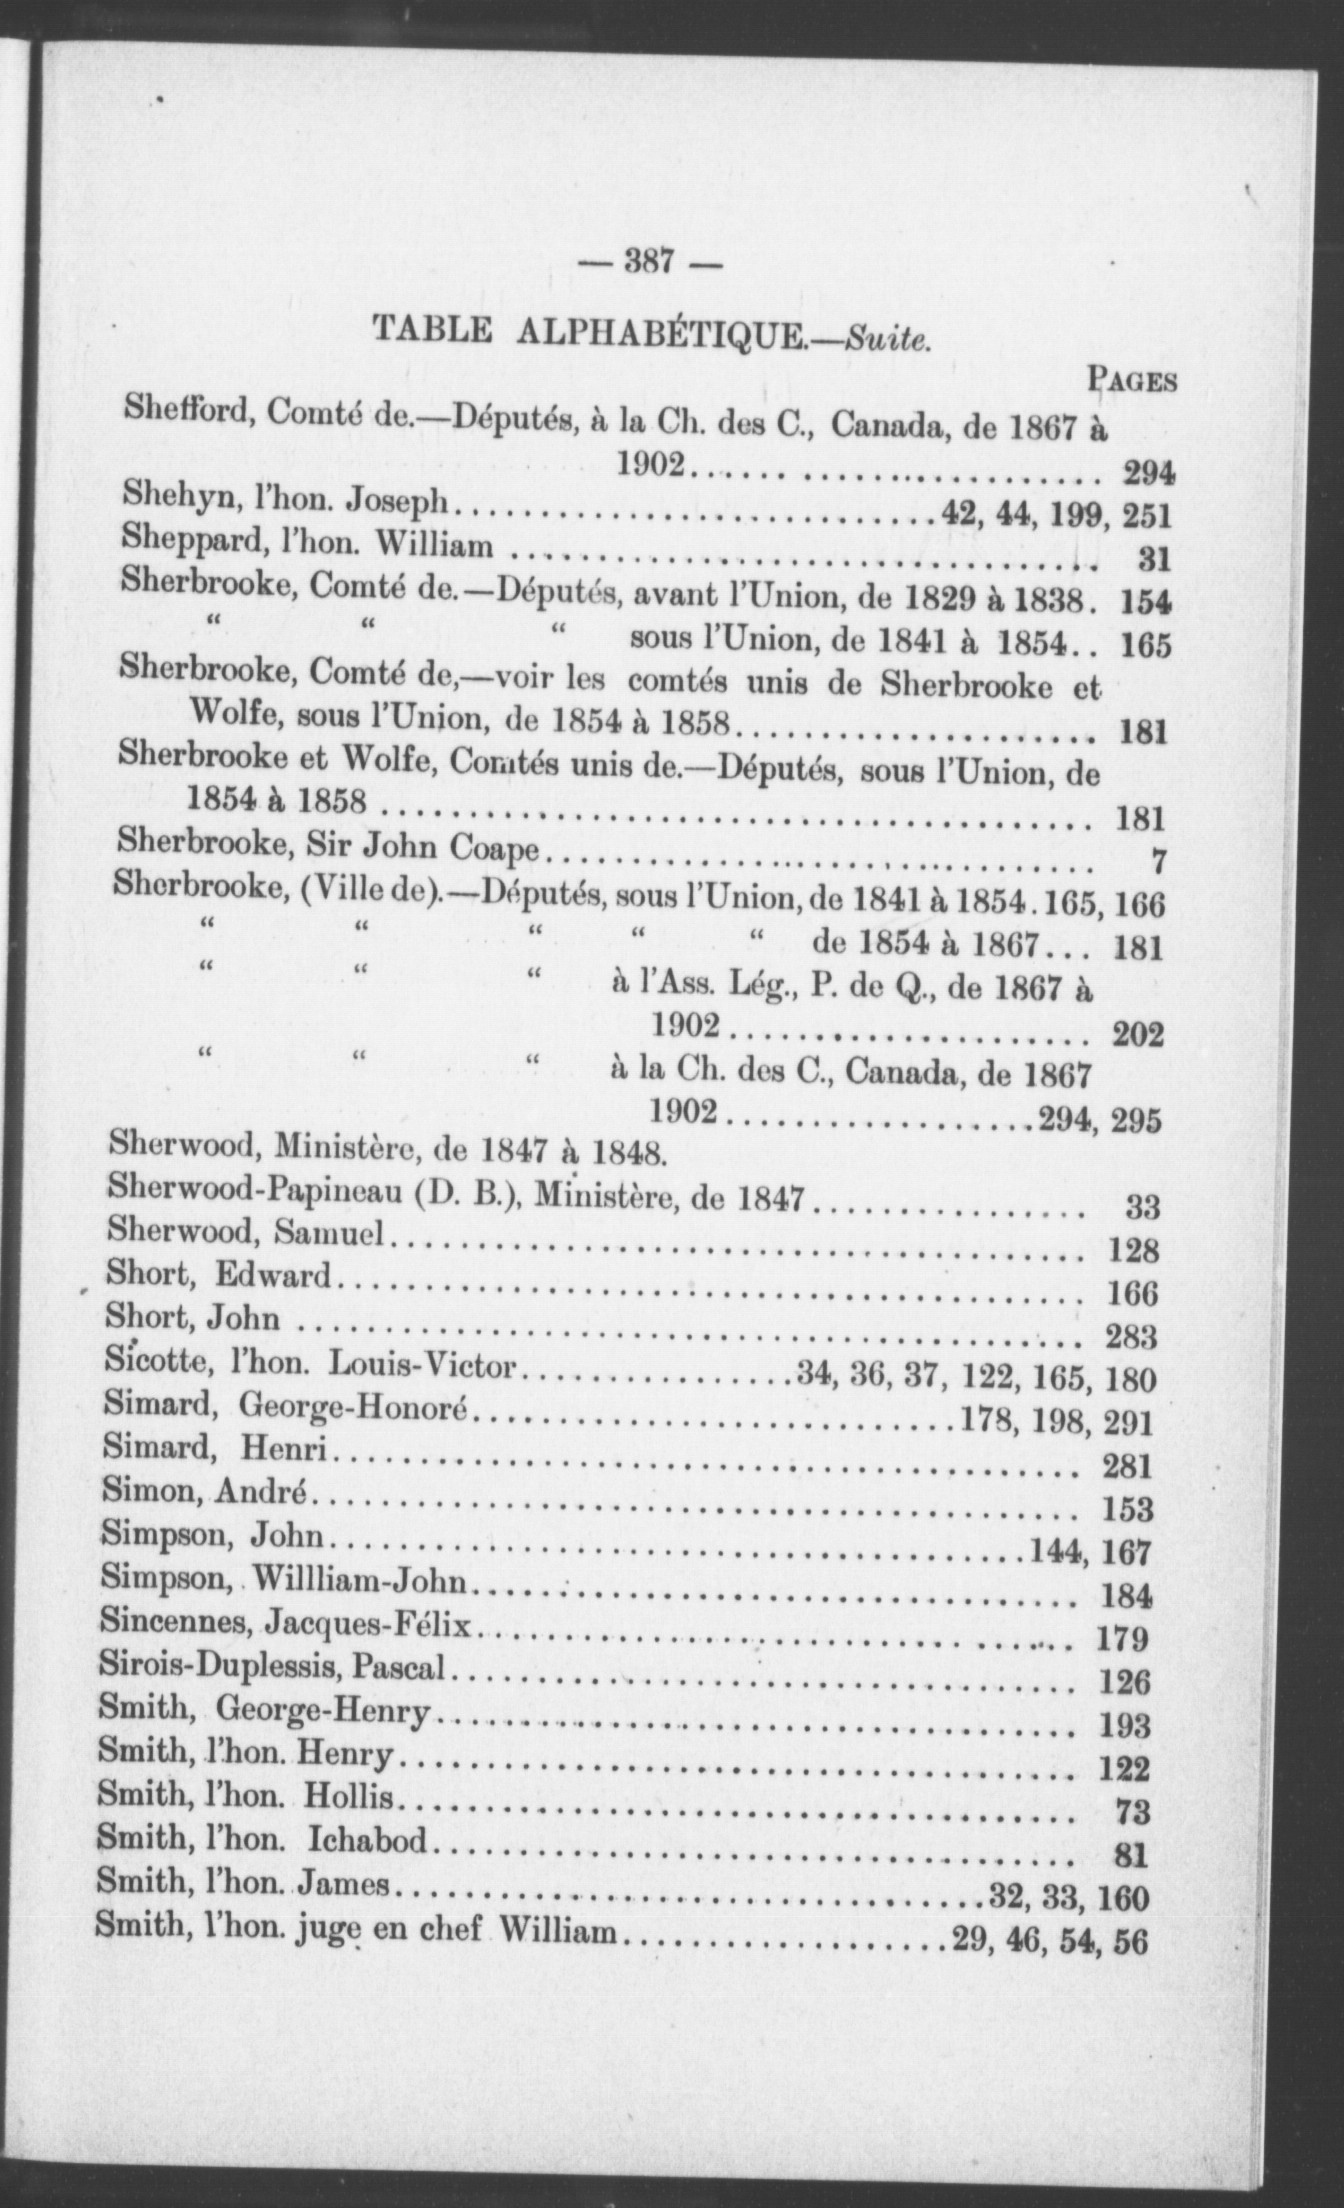 — 387 —
TABLE ALPHABÉTIQUE.—Suite.
PAGES
Shefford, Comté de.—Députés, à la Ch. des C., Canada, de 1867 à
1902.............................. 294
Shehyn, l'hon. Joseph............................42, 44, 199, 251
Sheppard, l'hon. William .................................. 31
Sherbrooke, Comté de.—Députés, avant l'Union, de 1829 à 1838. 154
“ “ “ sous l'Union, de 1841 à 1854.. 165
Sherbrooke, Comté de,—voir les comtés unis de Sherbrooke et
Wolfe, sous l'Union, de 1854 à 1858..................... 181
Sherbrooke et Wolfe, Comtés unis de.—Députés, sous l'Union, de
1854 à 1858 ......................................... 181
Sherbrooke, Sir John Coape................................ 7
Sherbrooke, (Ville de).—Députés, sous l'Union, de 1841 à 1854.165, 166
“ “ “ “ “ de 1854 à 1867... 181
“ “ “ à l'Ass. Lég., P. de Q., de 1867 à
1902..................... 202
“ “ “ à la Ch. des C., Canada, de 1867
1902..................294, 295
Sherwood, Ministère, de 1847 à 1848.
Sherwood-Papineau (D. B.), Ministère, de 1847................ 33
Sherwood, Samuel........................................ 128
Short, Edward........................................... 166
Short, John ............................................. 283
Sicotte, l'hon. Louis-Victor................34, 36, 37, 122, 165, 180
Simard, George-Honoré............................178, 198, 291
Simard, Henri........................................... 281
Simon, André............................................ 153
Simpson, John........................................144, 167
Simpson, Willliam-John................................... 184
Sincennes, Jacques-Félix.................................. 179
Sirois-Duplessis, Pascal.................................... 126
Smith, George-Henry..................................... 193
Smith, l'hon. Henry....................................... 122
Smith, l'hon. Hollis....................................... 73
Smith, l'hon. Ichabod..................................... 81
Smith, l'hon. James..................................32, 33, 160
Smith, l'hon. juge en chef William...................29, 46, 54, 56